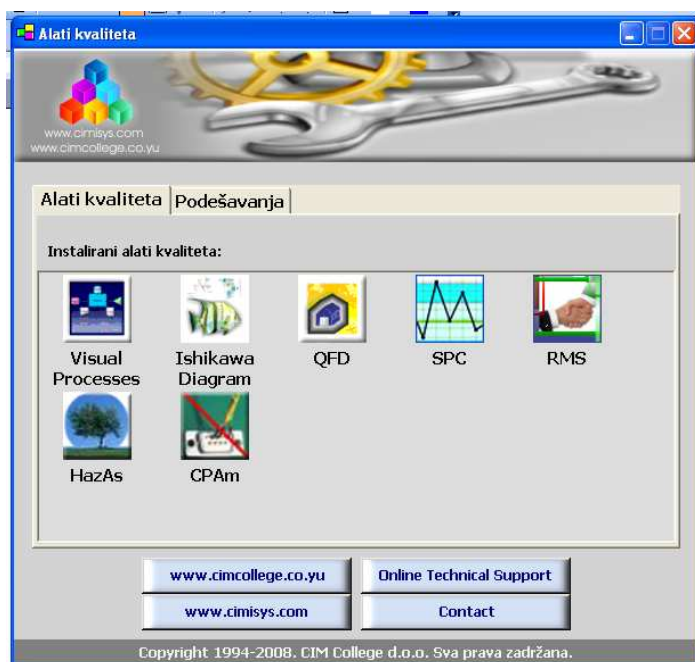 Alati kvaliteta
www.cimisys.com
www.cimcollege.co.yu
Alati kvaliteta Podešavanja
Instalirani alati kvaliteta:
Visual Processes
Ishikawa Diagram
QFD
SPC
RMS
HazAs
CPAm
www.cimcollege.co.yu
Online Technical Support
www.cimisys.com
Contact
Copyright 1994-2008. CIM College d.o.o. Sva prava zadržana.